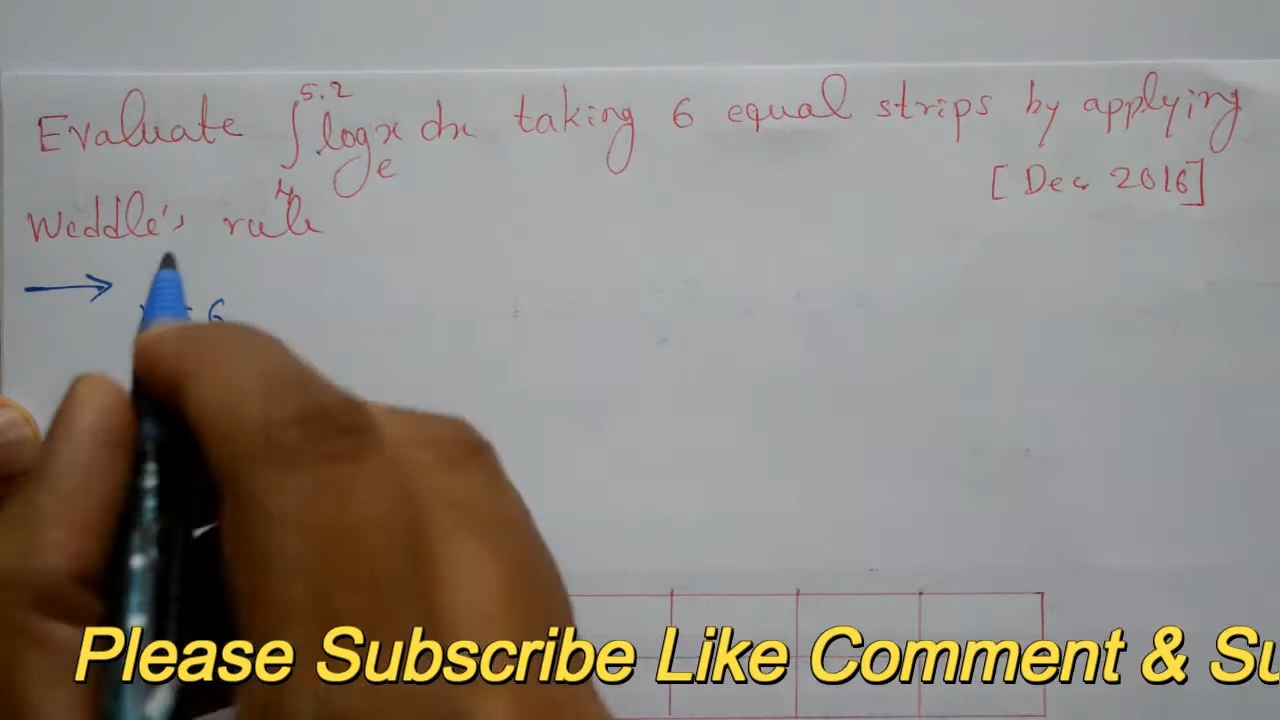 Evaluate ∫₄^5.2 logₑx dx taking 6 equal strips by applying
[Dec 2016]
Weddle's rule
→
= 6
Please Subscribe Like Comment & Su